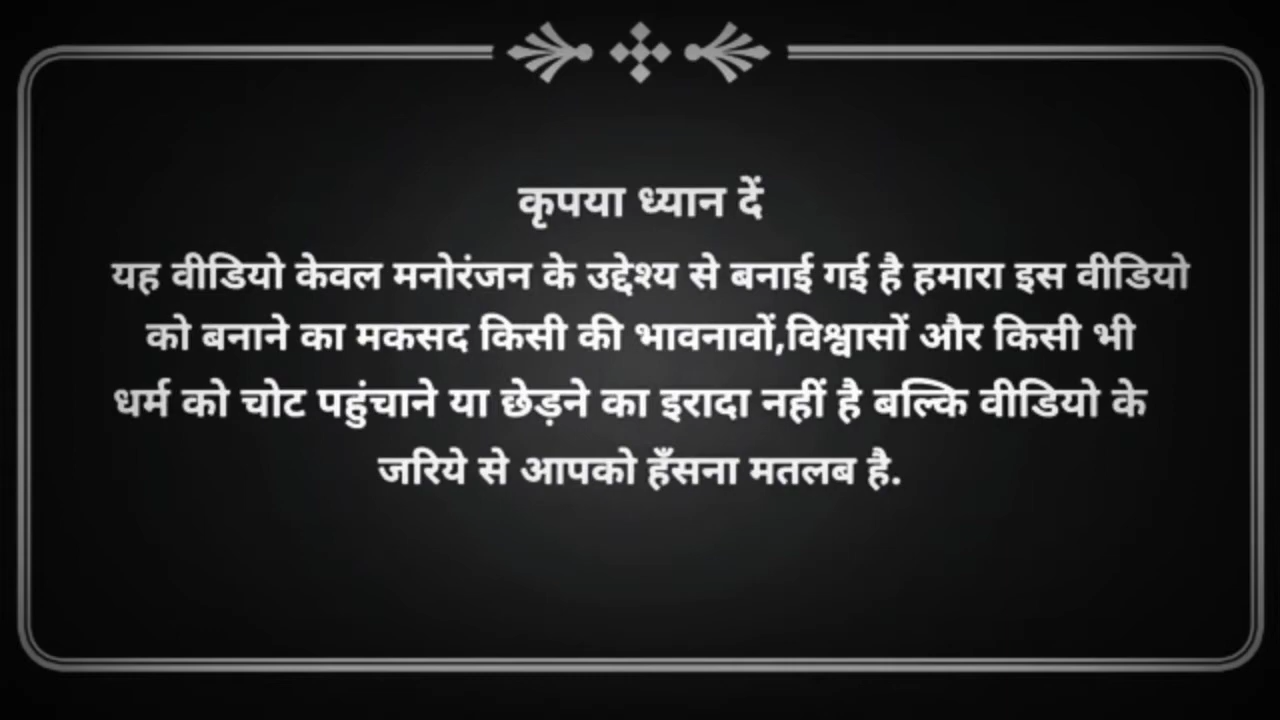 कृपया ध्यान दें
यह वीडियो केवल मनोरंजन के उद्देश्य से बनाई गई है हमारा इस वीडियो
को बनाने का मकसद किसी की भावनावों,विश्वासों और किसी भी
धर्म को चोट पहुंचाने या छेड़ने का इरादा नहीं है बल्कि वीडियो के
जरिये से आपको हँसना मतलब है.